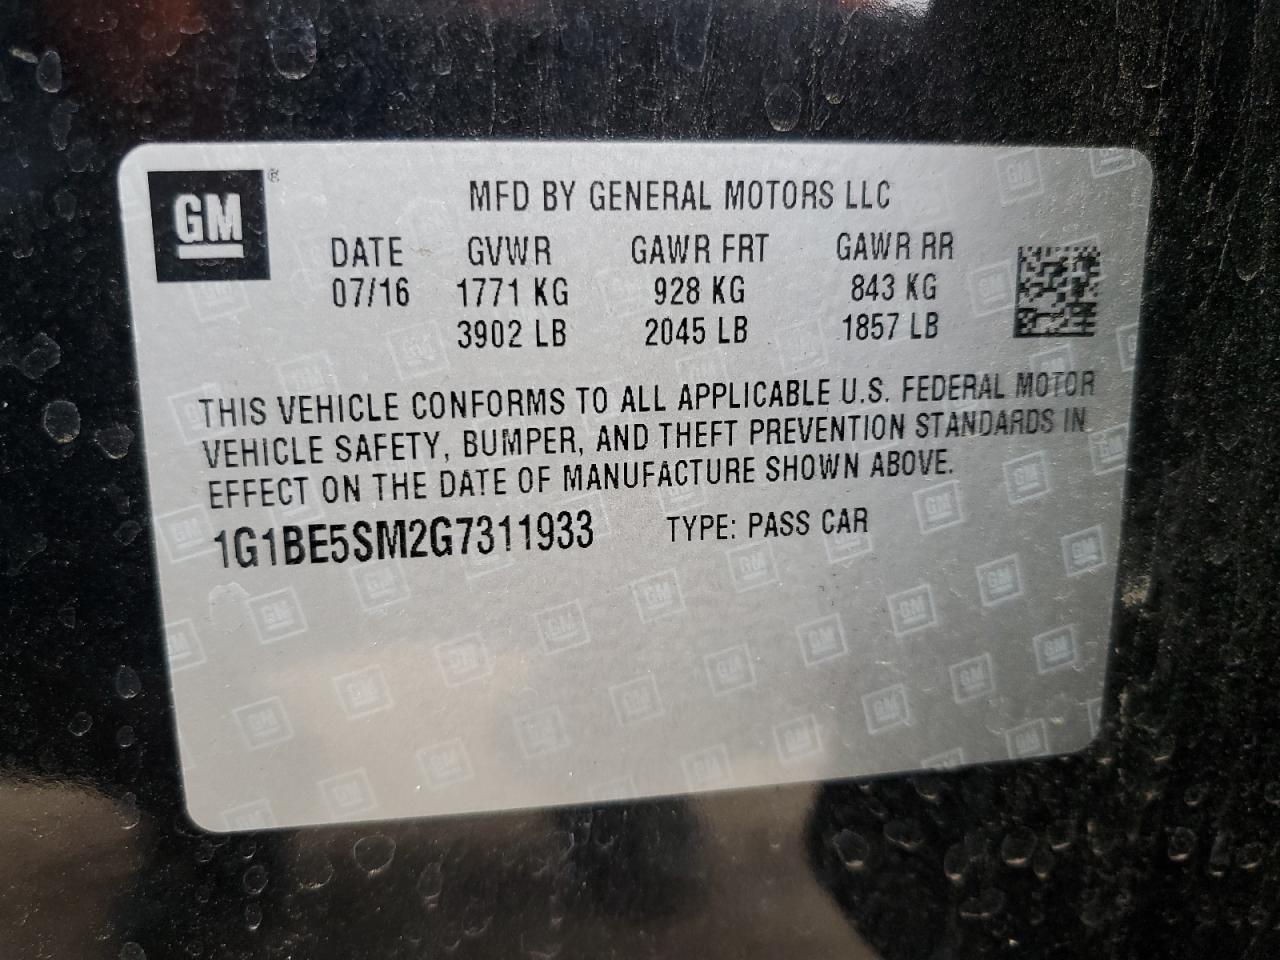 GM ®
MFD BY GENERAL MOTORS LLC
DATE GVWR GAWR FRT GAWR RR
07/16 1771 KG 928 KG 843 KG
3902 LB 2045 LB 1857 LB
THIS VEHICLE CONFORMS TO ALL APPLICABLE U.S. FEDERAL MOTOR
VEHICLE SAFETY, BUMPER, AND THEFT PREVENTION STANDARDS IN
EFFECT ON THE DATE OF MANUFACTURE SHOWN ABOVE.
1G1BE5SM2G7311933 TYPE: PASS CAR